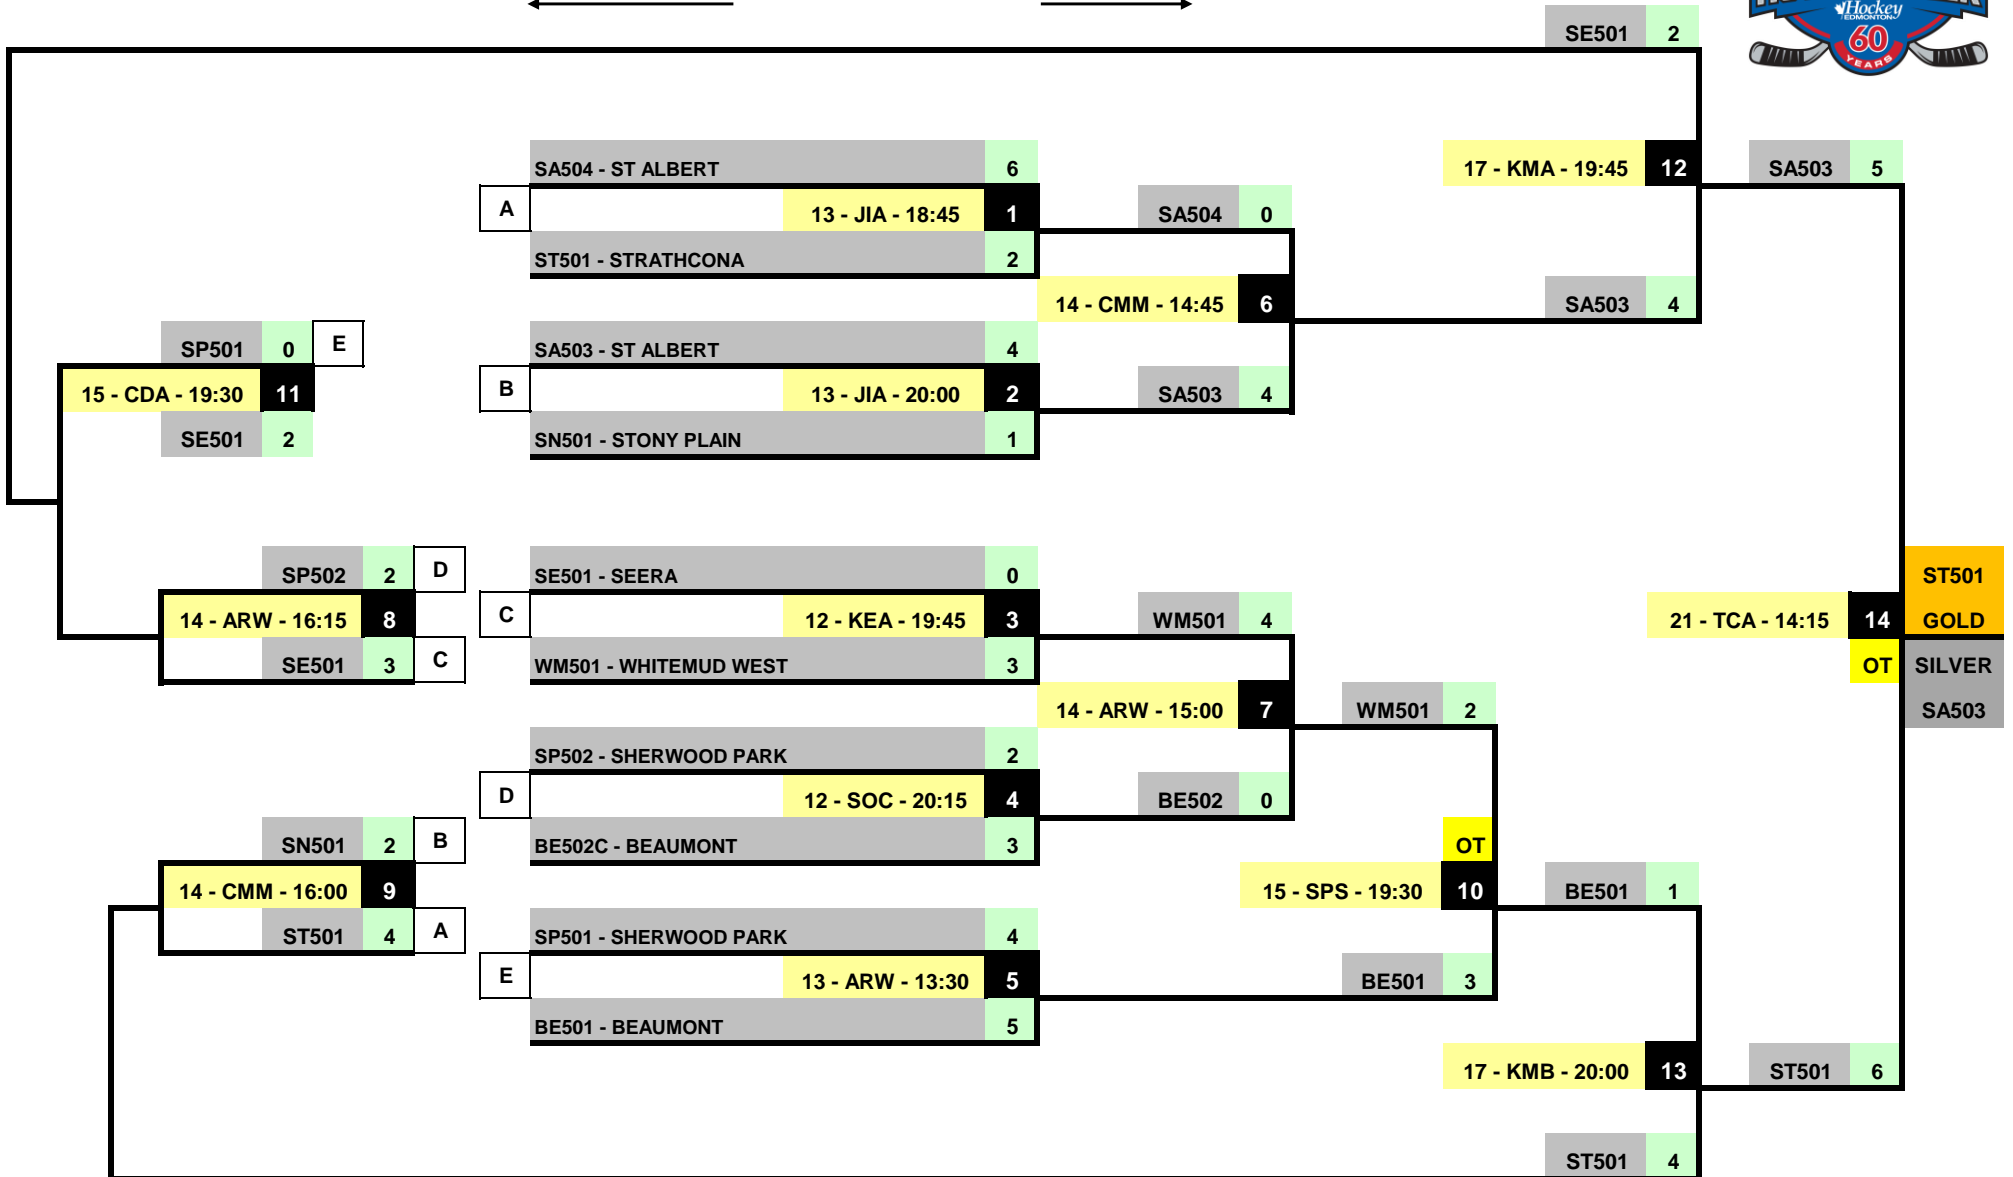 Hockey
EDMONTON
60
YEARS
SE501 2
SA504 - ST ALBERT 6
17 - KMA - 19:45 12 SA503 5
A 13 - JIA - 18:45 1 SA504 0
ST501 - STRATHCONA 2
14 - CMM - 14:45 6 SA503 4
SP501 0 E SA503 - ST ALBERT 4
15 - CDA - 19:30 11 B 13 - JIA - 20:00 2 SA503 4
SE501 2 SN501 - STONY PLAIN 1
SP502 2 D SE501 - SEERA 0 ST501
14 - ARW - 16:15 8 C 12 - KEA - 19:45 3 WM501 4 21 - TCA - 14:15 14 GOLD
SE501 3 C WM501 - WHITEMUD WEST 3 OT SILVER
14 - ARW - 15:00 7 WM501 2 SA503
SP502 - SHERWOOD PARK 2
D 12 - SOC - 20:15 4 BE502 0
SN501 2 B BE502C - BEAUMONT 3 OT
14 - CMM - 16:00 9 15 - SPS - 19:30 10 BE501 1
ST501 4 A SP501 - SHERWOOD PARK 4
E 13 - ARW - 13:30 5 BE501 3
BE501 - BEAUMONT 5
17 - KMB - 20:00 13 ST501 6
ST501 4